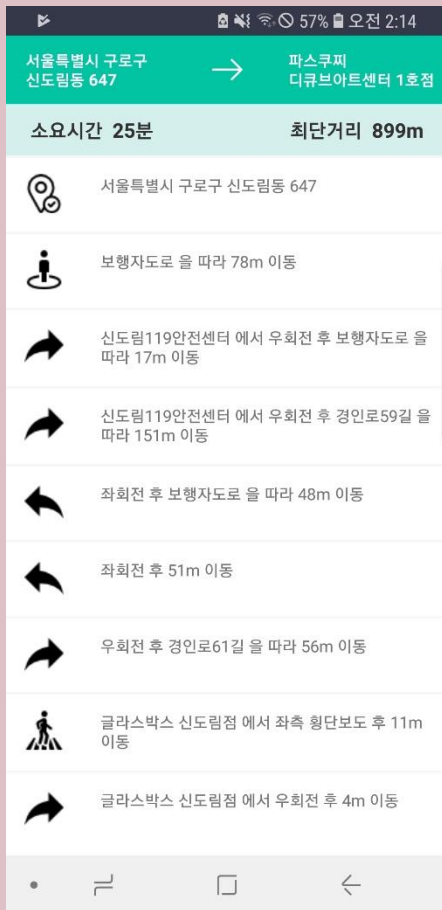 57% 오전 2:14
서울특별시 구로구
신도림동 647
파스쿠찌
디큐브아트센터 1호점
소요시간 25분
최단거리 899m
서울특별시 구로구 신도림동 647
보행자도로 을 따라 78m 이동
신도림119안전센터 에서 우회전 후 보행자도로 을
따라 17m 이동
신도림119안전센터 에서 우회전 후 경인로59길 을
따라 151m 이동
좌회전 후 보행자도로 을 따라 48m 이동
좌회전 후 51m 이동
우회전 후 경인로61길 을 따라 56m 이동
글라스박스 신도림점 에서 좌측 횡단보도 후 11m
이동
글라스박스 신도림점 에서 우회전 후 4m 이동